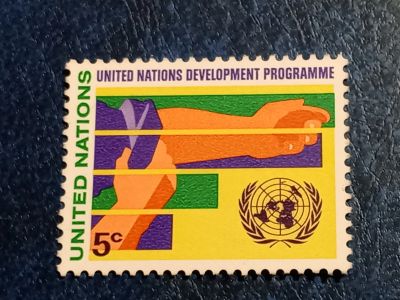 UNITED NATIONS DEVELOPMENT PROGRAMME
UNITED NATIONS
5c